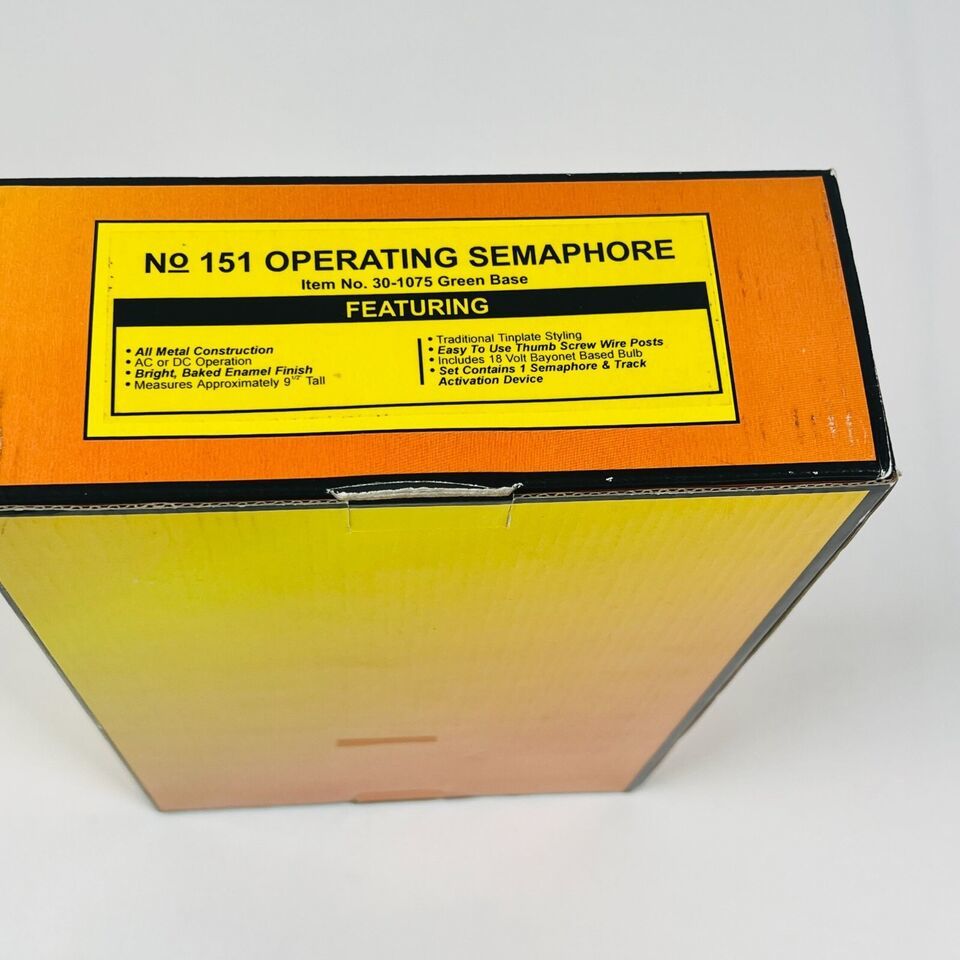 Nº 151 OPERATING SEMAPHORE
Item No. 30-1075 Green Base
FEATURING
• All Metal Construction
• AC or DC Operation
• Bright, Baked Enamel Finish
• Measures Approximately 9 1/2" Tall
• Traditional Tinplate Styling
• Easy To Use Thumb Screw Wire Posts
• Includes 18 Volt Bayonet Based Bulb
• Set Contains 1 Semaphore & Track
Activation Device